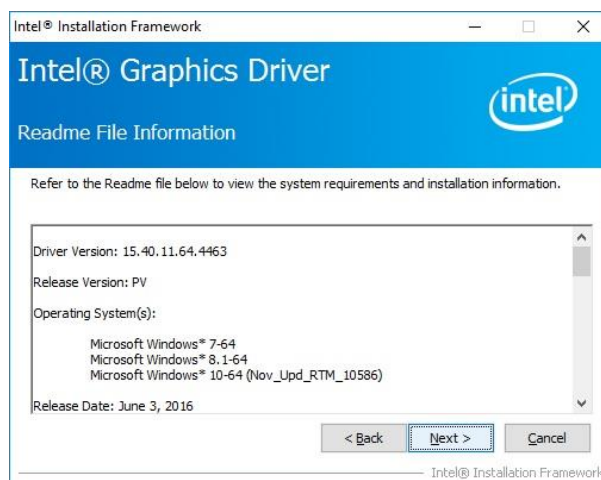 Intel® Installation Framework
Intel® Graphics Driver
intel
Readme File Information
Refer to the Readme file below to view the system requirements and installation information.
Driver Version: 15.40.11.64.4463
Release Version: PV
Operating System(s):
Microsoft Windows* 7-64
Microsoft Windows* 8.1-64
Microsoft Windows* 10-64 (Nov_Upd_RTM_10586)
Release Date: June 3, 2016
< Back Next > Cancel
Intel® Installation Framework